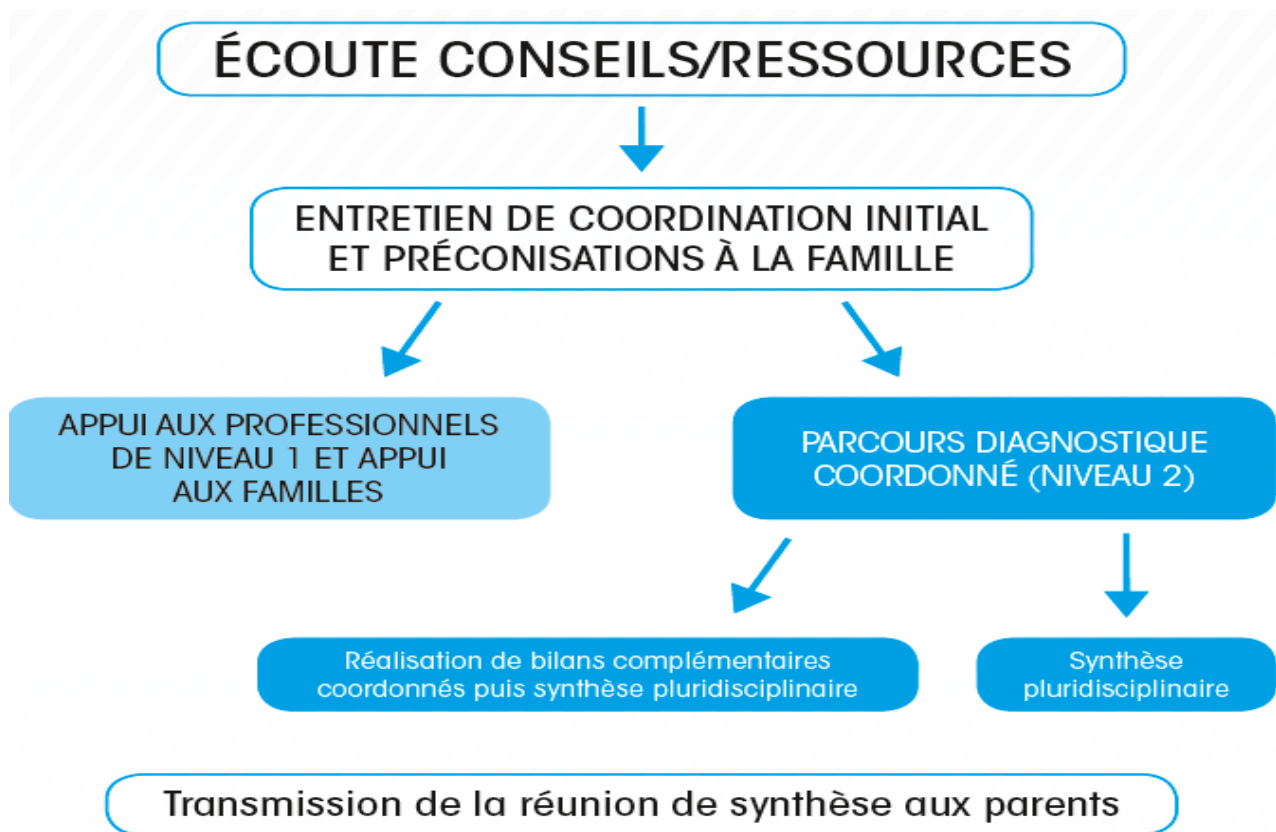 ÉCOUTE CONSEILS/RESSOURCES
ENTRETIEN DE COORDINATION INITIAL
ET PRÉCONISATIONS À LA FAMILLE
APPUI AUX PROFESSIONNELS
DE NIVEAU 1 ET APPUI
AUX FAMILLES
PARCOURS DIAGNOSTIQUE
COORDONNÉ (NIVEAU 2)
Réalisation de bilans complémentaires
coordonnés puis synthèse pluridisciplinaire
Synthèse
pluridisciplinaire
Transmission de la réunion de synthèse aux parents